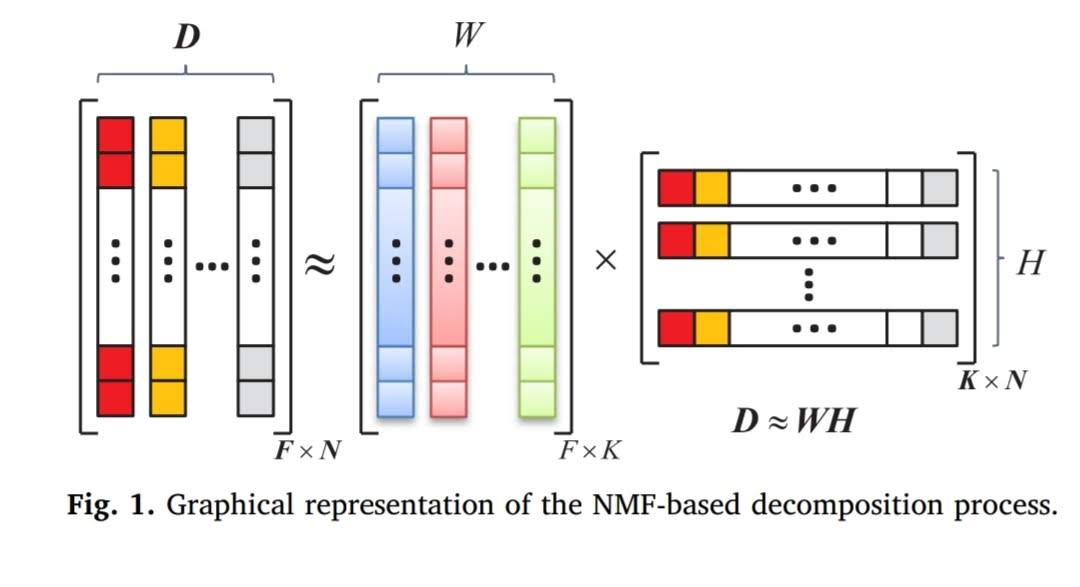 D
W
≈
×
H
F × N
F × K
K × N
D ≈ WH
Fig. 1. Graphical representation of the NMF-based decomposition process.